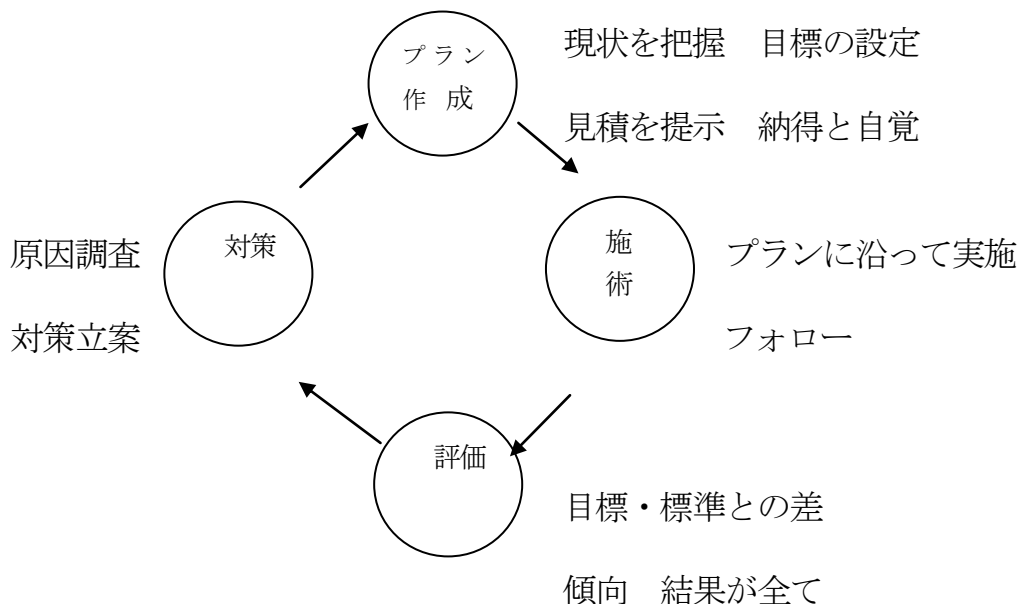 プラン
作 成
現状を把握　目標の設定
見積を提示　納得と自覚
施
術
プランに沿って実施
フォロー
評価
目標・標準との差
傾向　結果が全て
対策
原因調査
対策立案